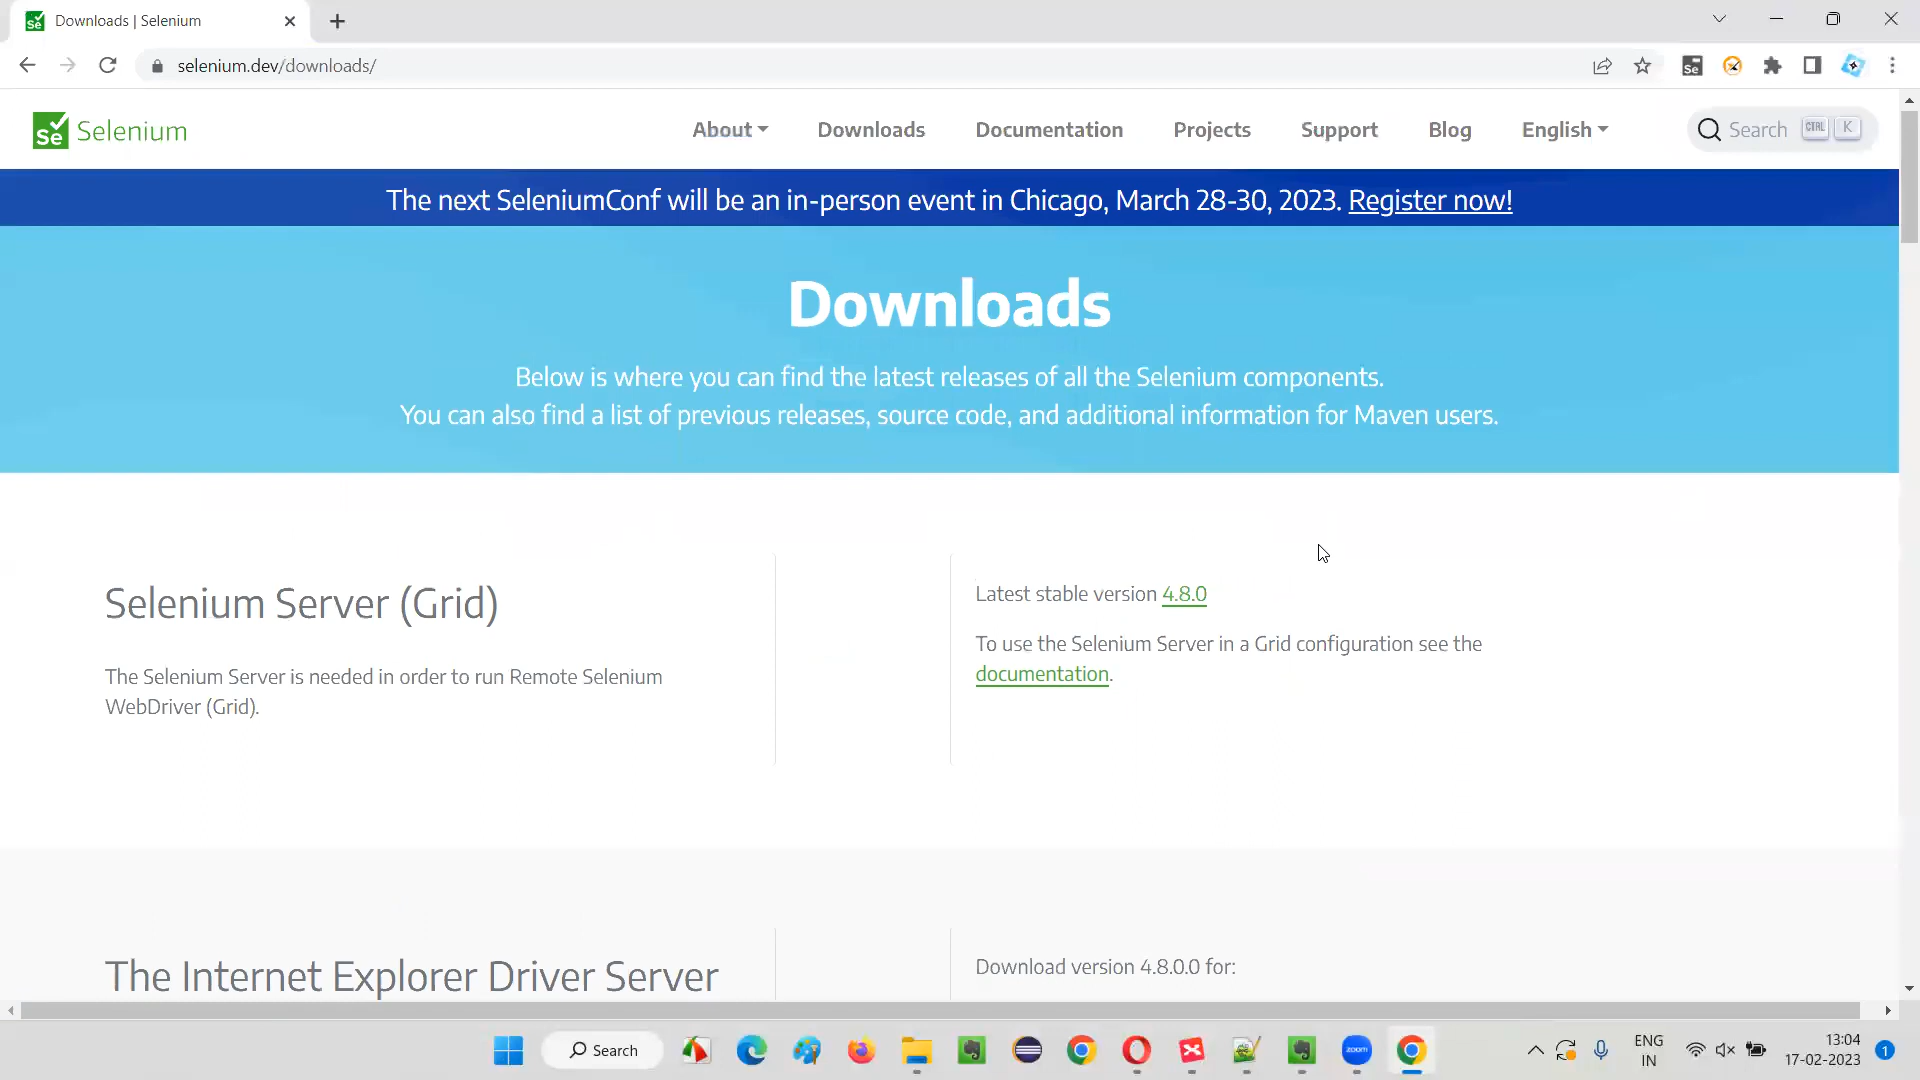 Downloads | Selenium
selenium.dev/downloads/
Se Selenium
About
Downloads
Documentation
Projects
Support
Blog
English
Search CTRL K
The next SeleniumConf will be an in-person event in Chicago, March 28-30, 2023. Register now!
Downloads
Below is where you can find the latest releases of all the Selenium components.
You can also find a list of previous releases, source code, and additional information for Maven users.
Selenium Server (Grid)
The Selenium Server is needed in order to run Remote Selenium
WebDriver (Grid).
Latest stable version 4.8.0
To use the Selenium Server in a Grid configuration see the
documentation.
The Internet Explorer Driver Server
Download version 4.8.0.0 for:
Search
zoom
ENG
IN
13:04
17-02-2023
1